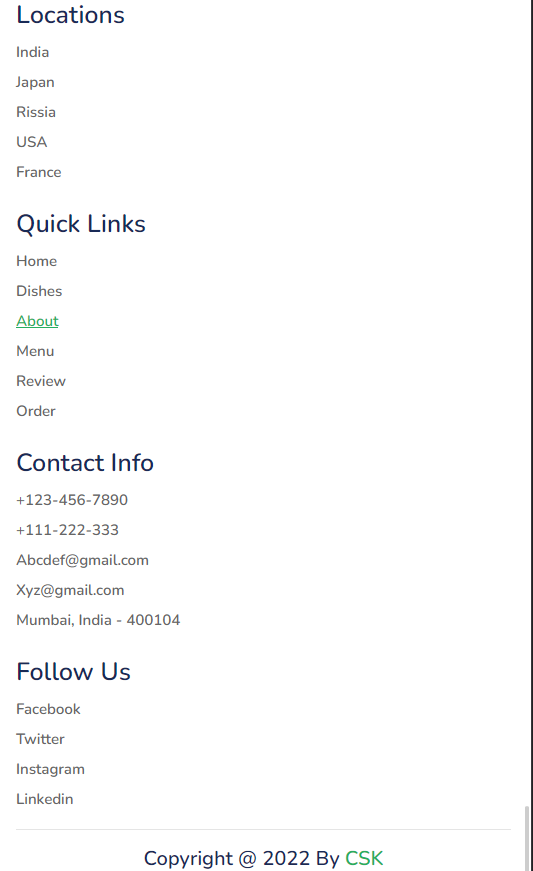 Locations
India
Japan
Rissia
USA
France
Quick Links
Home
Dishes
About
Menu
Review
Order
Contact Info
+123-456-7890
+111-222-333
Abcdef@gmail.com
Xyz@gmail.com
Mumbai, India - 400104
Follow Us
Facebook
Twitter
Instagram
Linkedin
Copyright @ 2022 By CSK